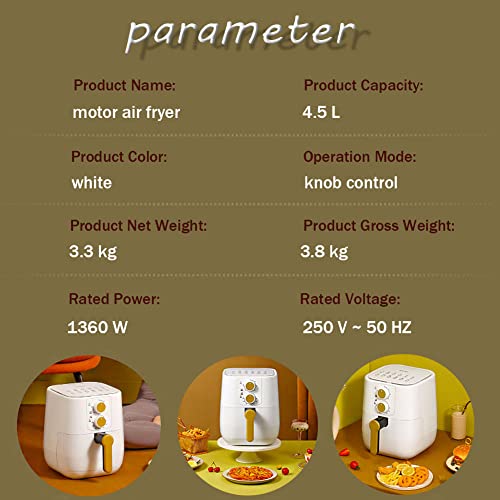 parameter
Product Name:
motor air fryer
Product Capacity:
4.5 L
Product Color:
white
Operation Mode:
knob control
Product Net Weight:
3.3 kg
Product Gross Weight:
3.8 kg
Rated Power:
1360 W
Rated Voltage:
250 V ~ 50 HZ